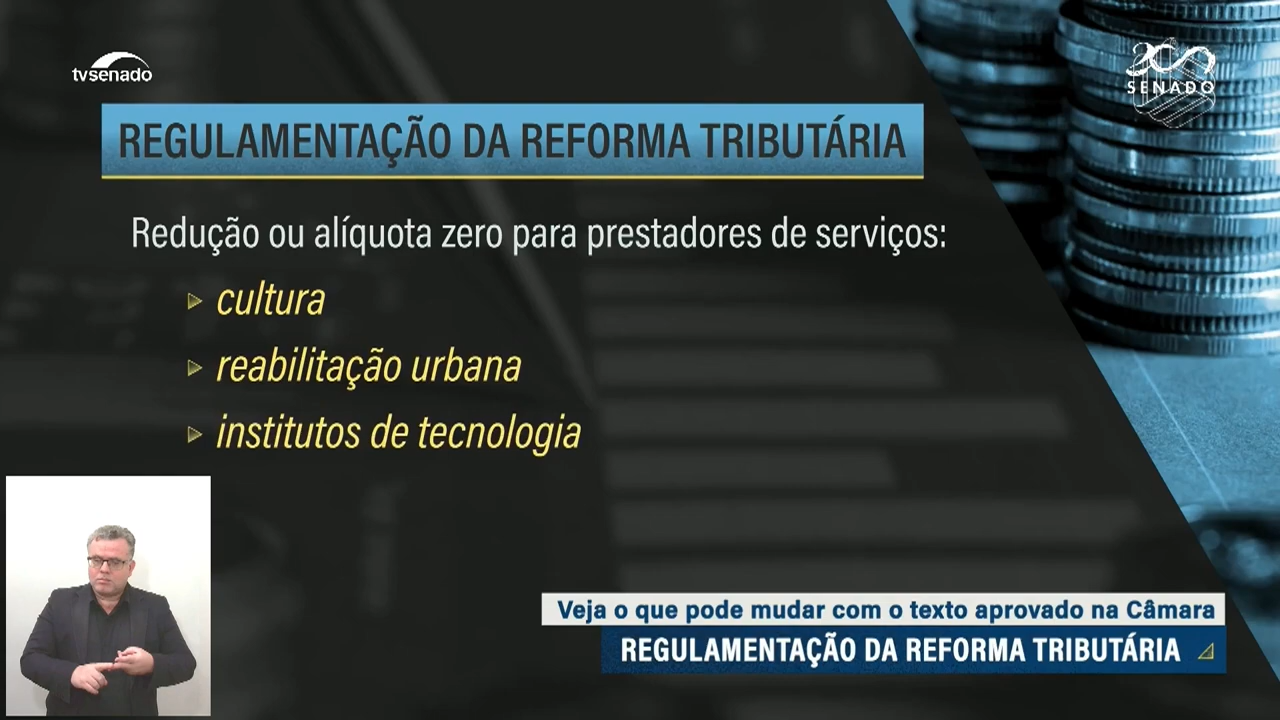 tvsenado
200
SENADO
REGULAMENTAÇÃO DA REFORMA TRIBUTÁRIA
Redução ou alíquota zero para prestadores de serviços:
cultura
reabilitação urbana
institutos de tecnologia
Veja o que pode mudar com o texto aprovado na Câmara
REGULAMENTAÇÃO DA REFORMA TRIBUTÁRIA